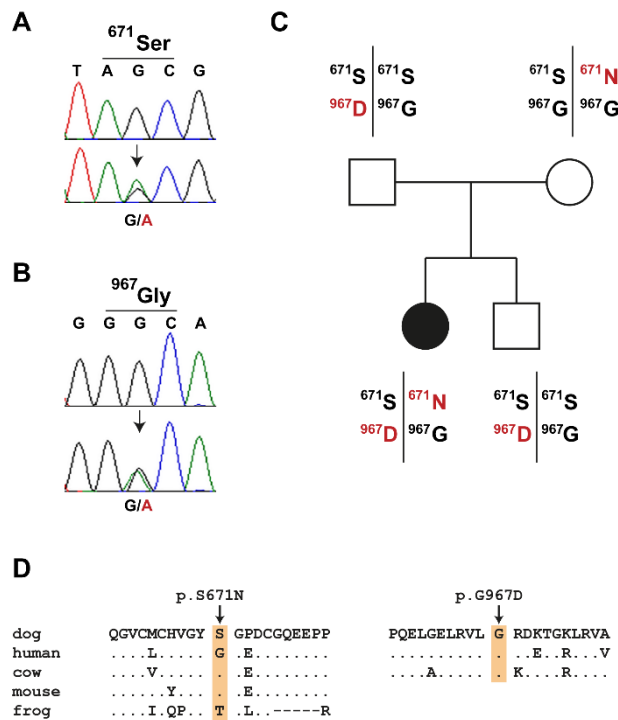 A
671Ser
T A G C G
G/A
B
967Gly
G G G C A
G/A
C
671S 671S
967D 967G
671S 671N
967G 967G
671S 671N
967D 967G
671S 671S
967D 967G
D
p.S671N p.G967D
dog QGVCMCHVGY S GPDCGQEEPP PQELGELRVL G RDKTGKLRVA
human ....L..... G .E........ .......... . ..E..R...V
cow ....V..... . .E........ ....A..... . K....R....
mouse ......Y... . .E........
frog ....I.QP.. T .L..-----R